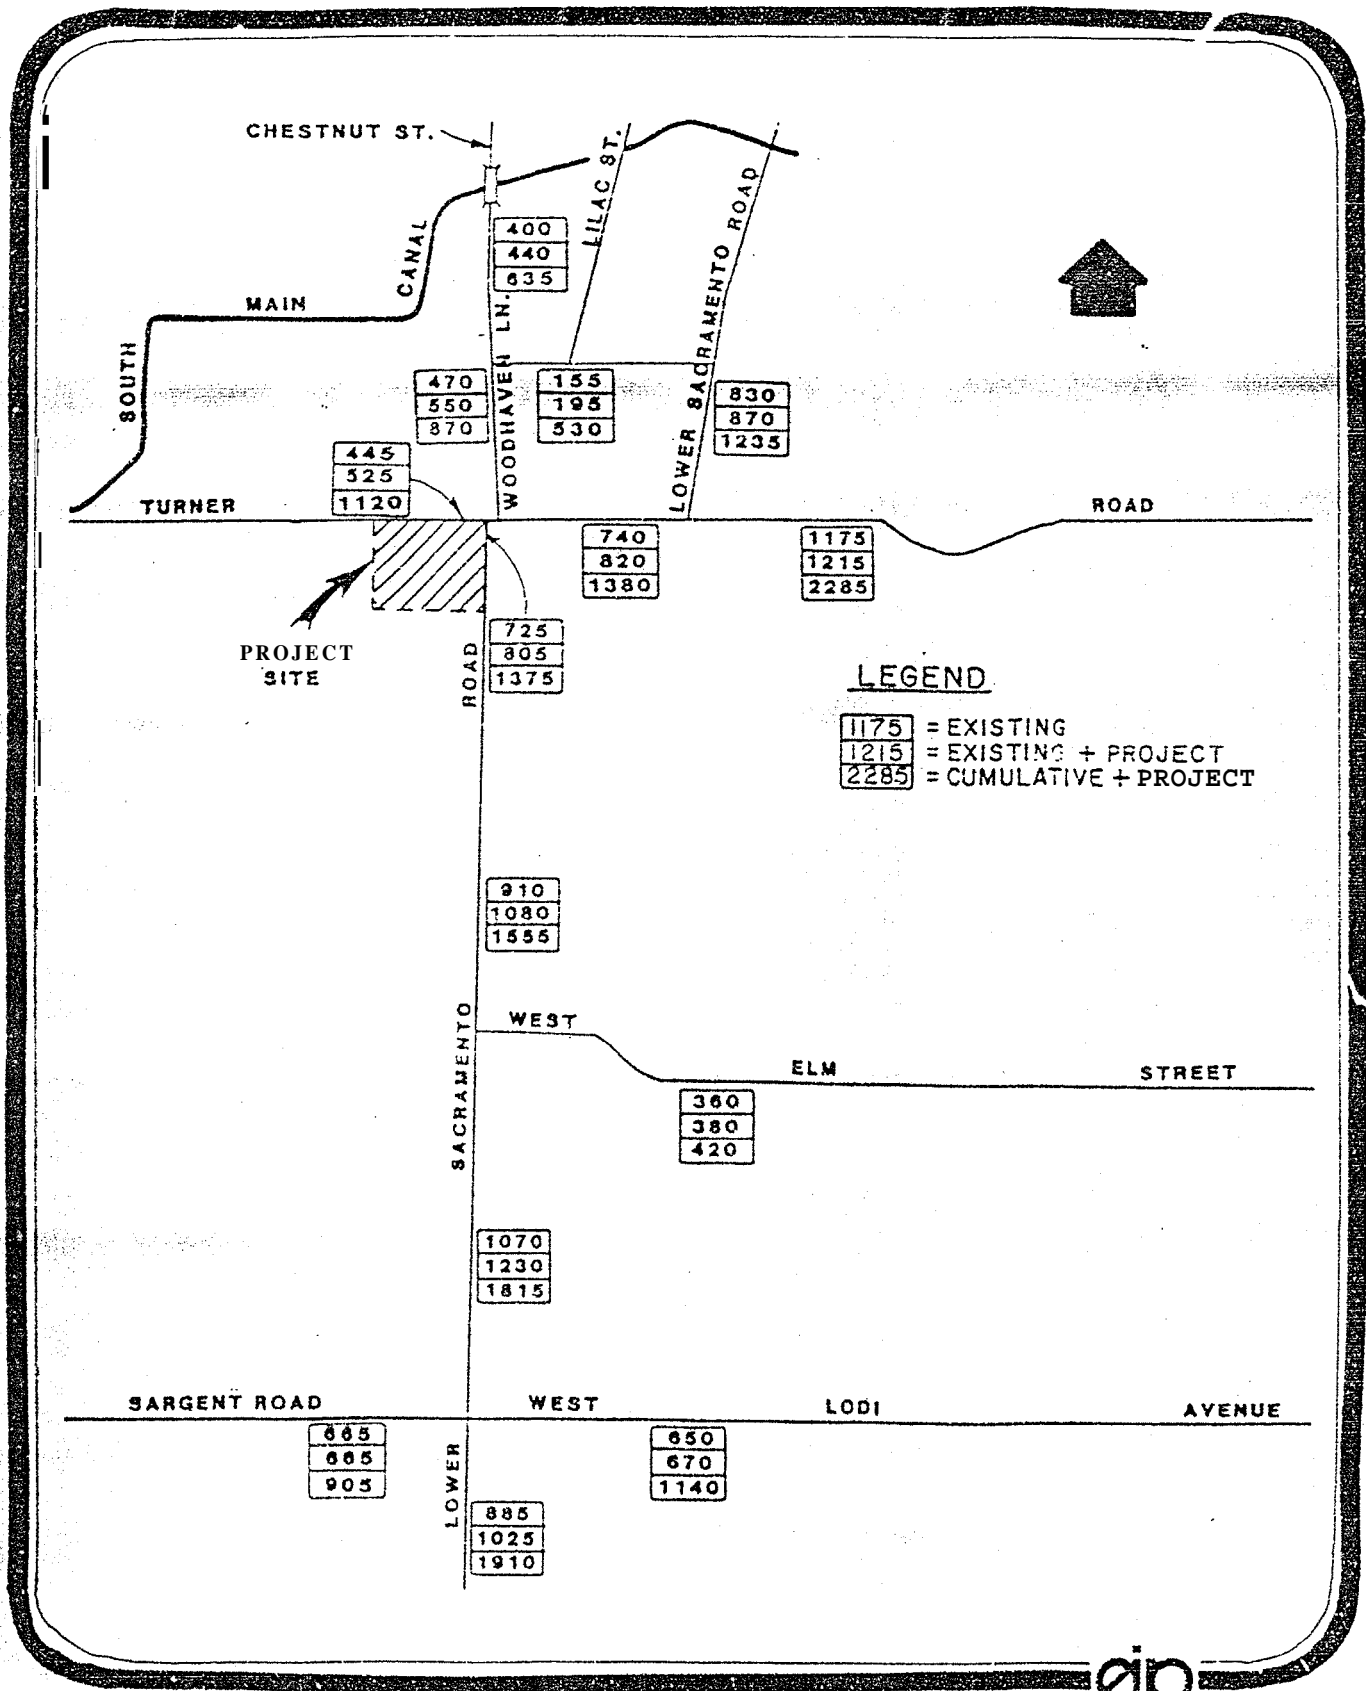 CHESTNUT ST.
LILAC ST.
LOWER SACRAMENTO ROAD
400
440
635
CANAL
MAIN
SOUTH
WOODHAVEN LN.
470
550
870
155
195
530
830
870
1235
445
525
1120
TURNER
ROAD
740
820
1380
1175
1215
2285
PROJECT
SITE
725
805
1375
ROAD
LEGEND
1175 = EXISTING
1215 = EXISTING + PROJECT
2285 = CUMULATIVE + PROJECT
910
1080
1555
SACRAMENTO
WEST
ELM
STREET
360
380
420
1070
1230
1815
SARGENT ROAD
WEST
LODI
AVENUE
665
665
905
650
670
1140
LOWER
885
1025
1910
eip